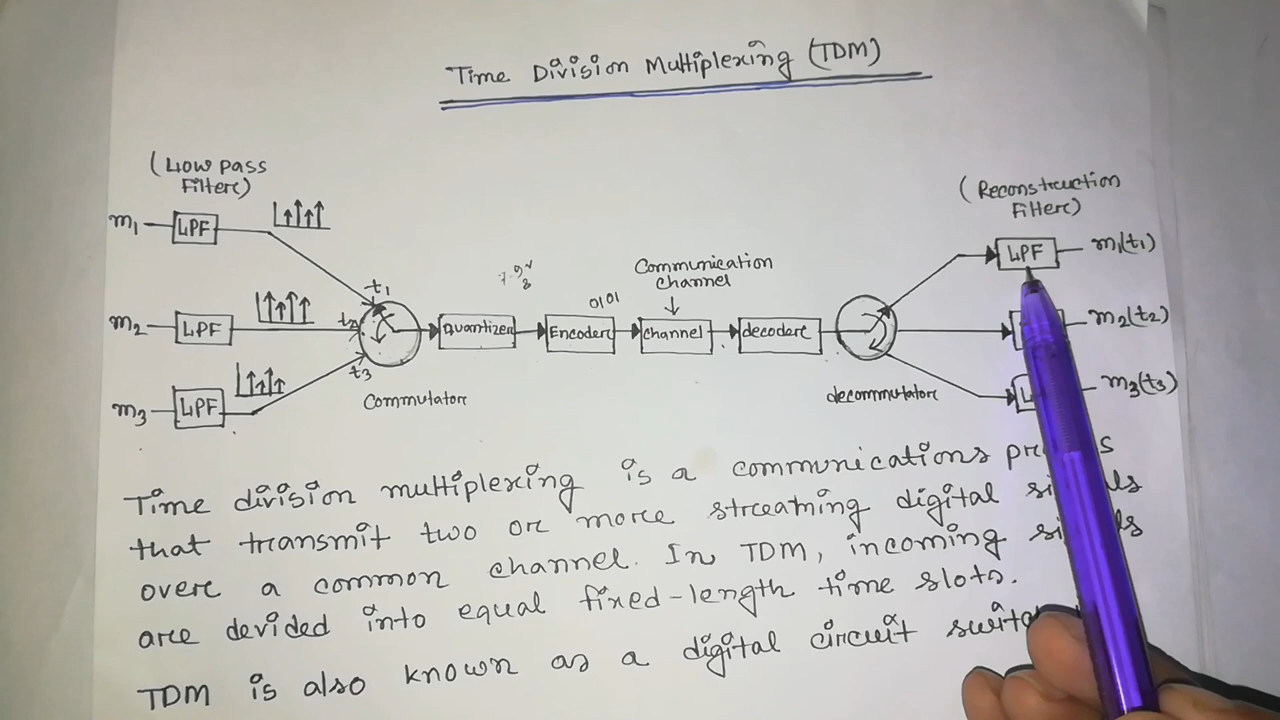 Time Division Multiplexing (TDM)
(Low pass
Filter)
(Reconstruction
Filter)
m1
LPF
LPF
m1(t1)
Communication
channel
7.9
8
t1
0101
m2
LPF
t2
Quantizer
Encoder
channel
decoder
m2(t2)
t3
m3
LPF
Commutator
decommutator
m3(t3)
Time division multiplexing is a communications
that transmit two or more streaming digital
over a common channel. In TDM, incoming
are devided into equal fixed-length time slots.
TDM is also known as a digital circuit